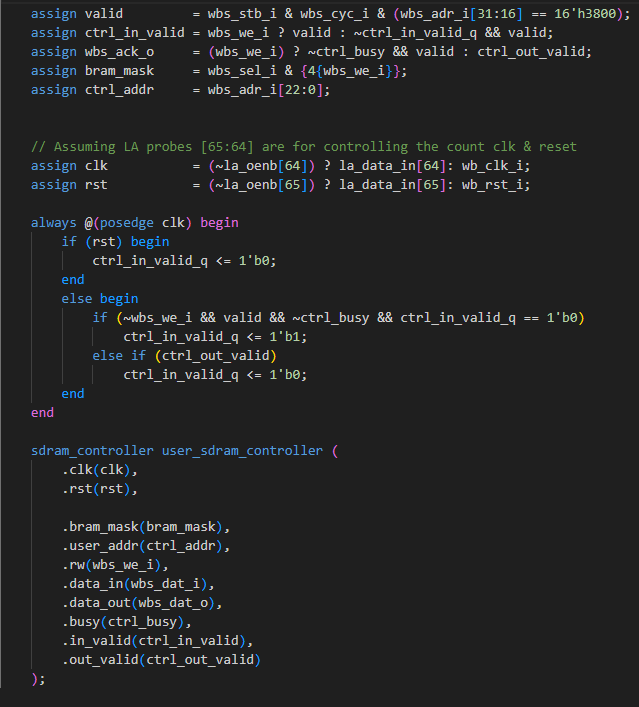 assign valid         = wbs_stb_i & wbs_cyc_i & (wbs_adr_i[31:16] == 16'h3800);
assign ctrl_in_valid = wbs_we_i ? valid : ~ctrl_in_valid_q && valid;
assign wbs_ack_o     = (wbs_we_i) ? ~ctrl_busy && valid : ctrl_out_valid;
assign bram_mask     = wbs_sel_i & {4{wbs_we_i}};
assign ctrl_addr     = wbs_adr_i[22:0];
// Assuming LA probes [65:64] are for controlling the count clk & reset
assign clk           = (~la_oenb[64]) ? la_data_in[64]: wb_clk_i;
assign rst           = (~la_oenb[65]) ? la_data_in[65]: wb_rst_i;
always @(posedge clk) begin
    if (rst) begin
        ctrl_in_valid_q <= 1'b0;
    end
    else begin
        if (~wbs_we_i && valid && ~ctrl_busy && ctrl_in_valid_q == 1'b0)
            ctrl_in_valid_q <= 1'b1;
        else if (ctrl_out_valid)
            ctrl_in_valid_q <= 1'b0;
    end
end
sdram_controller user_sdram_controller (
    .clk(clk),
    .rst(rst),
    .bram_mask(bram_mask),
    .user_addr(ctrl_addr),
    .rw(wbs_we_i),
    .data_in(wbs_dat_i),
    .data_out(wbs_dat_o),
    .busy(ctrl_busy),
    .in_valid(ctrl_in_valid),
    .out_valid(ctrl_out_valid)
);